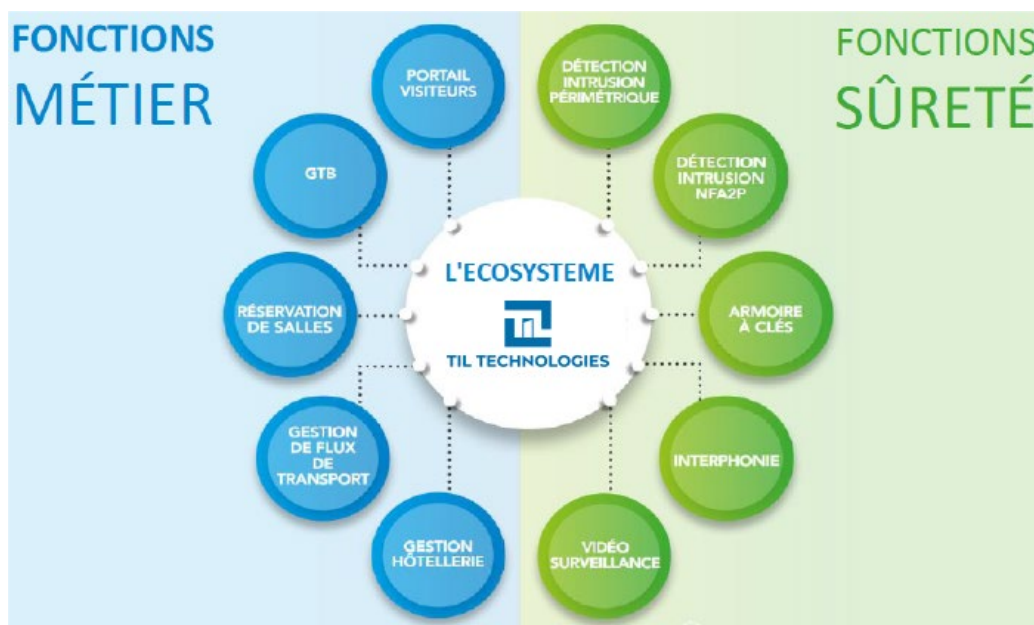 FONCTIONS
MÉTIER
FONCTIONS
SÛRETÉ
PORTAIL
VISITEURS
GTB
RÉSERVATION
DE SALLES
GESTION
DE FLUX
DE
TRANSPORT
GESTION
HÔTELLERIE
L'ECOSYSTEME
TIL
TIL TECHNOLOGIES
DÉTECTION
INTRUSION
PÉRIMÉTRIQUE
DÉTECTION
INTRUSION
NFA2P
ARMOIRE
À CLÉS
INTERPHONIE
VIDÉO
SURVEILLANCE